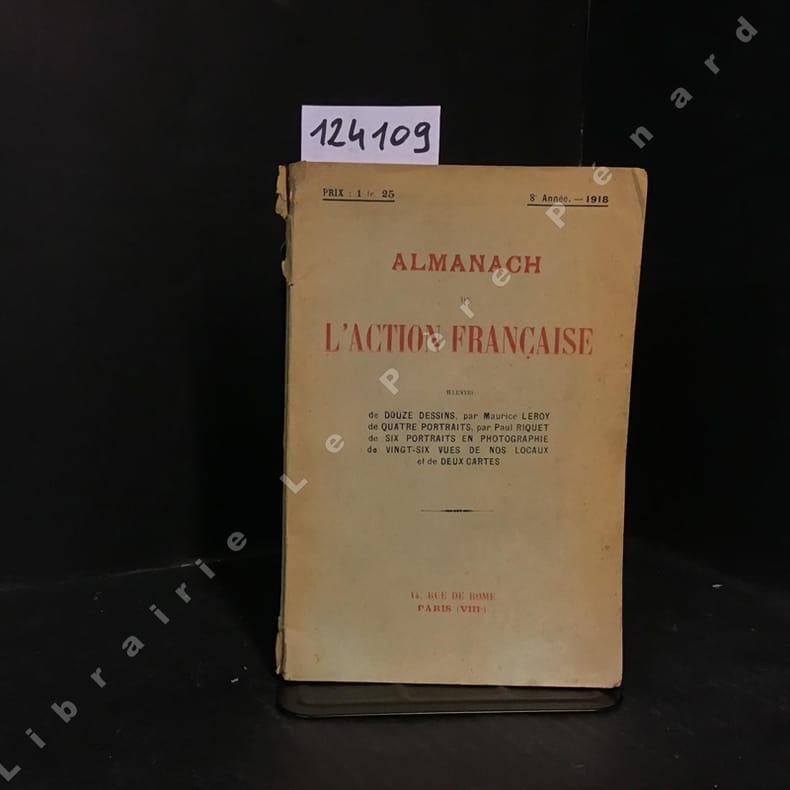 124109
PRIX : 1 fr. 25
8e Année. — 1918
ALMANACH
DE
L'ACTION FRANÇAISE
ILLUSTRÉ
de DOUZE DESSINS, par Maurice LEROY
de QUATRE PORTRAITS, par Paul RIQUET
de SIX PORTRAITS EN PHOTOGRAPHIE
de VINGT-SIX VUES DE NOS LOCAUX
et de DEUX CARTES
14, RUE DE ROME
PARIS (VIIIe)
Librairie Le Pere Penard